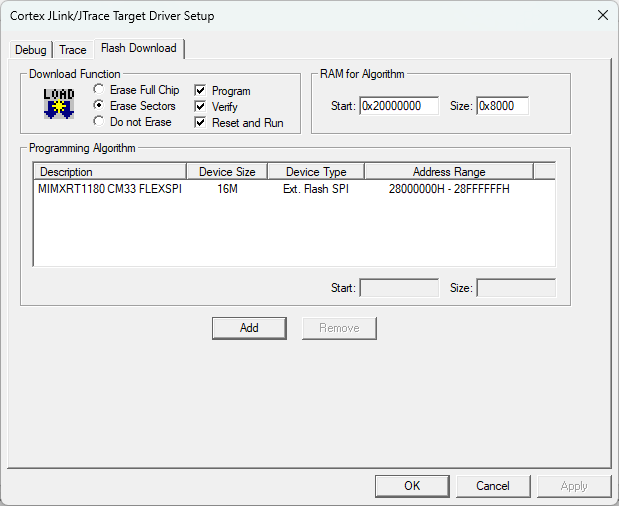 Cortex JLink/JTrace Target Driver Setup
Debug Trace Flash Download
Download Function
LOAD
Erase Full Chip
Erase Sectors
Do not Erase
Program
Verify
Reset and Run
RAM for Algorithm
Start: 0x20000000 Size: 0x8000
Programming Algorithm
Description Device Size Device Type Address Range
MIMXRT1180 CM33 FLEXSPI 16M Ext. Flash SPI 28000000H - 28FFFFFFH
Start: Size:
Add Remove
OK Cancel Apply